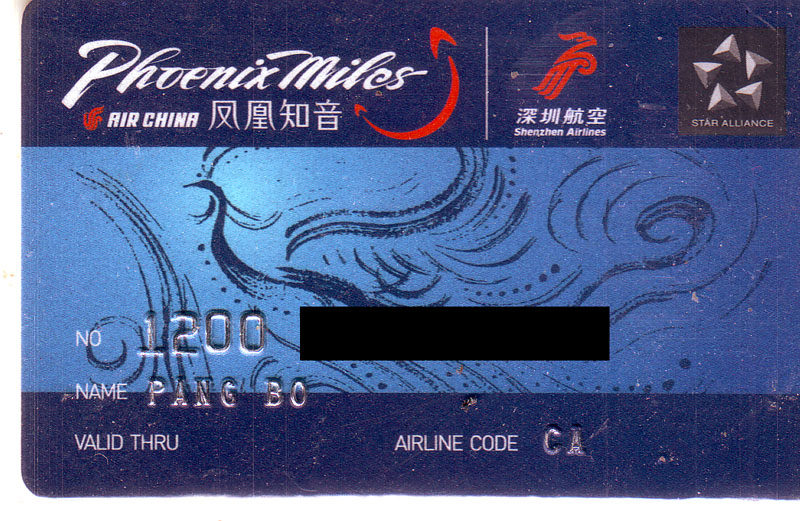 Phoenix Miles
AIR CHINA 凤凰知音
深圳航空
Shenzhen Airlines
STAR ALLIANCE
NO 1200
NAME PANG BO
VALID THRU
AIRLINE CODE CA